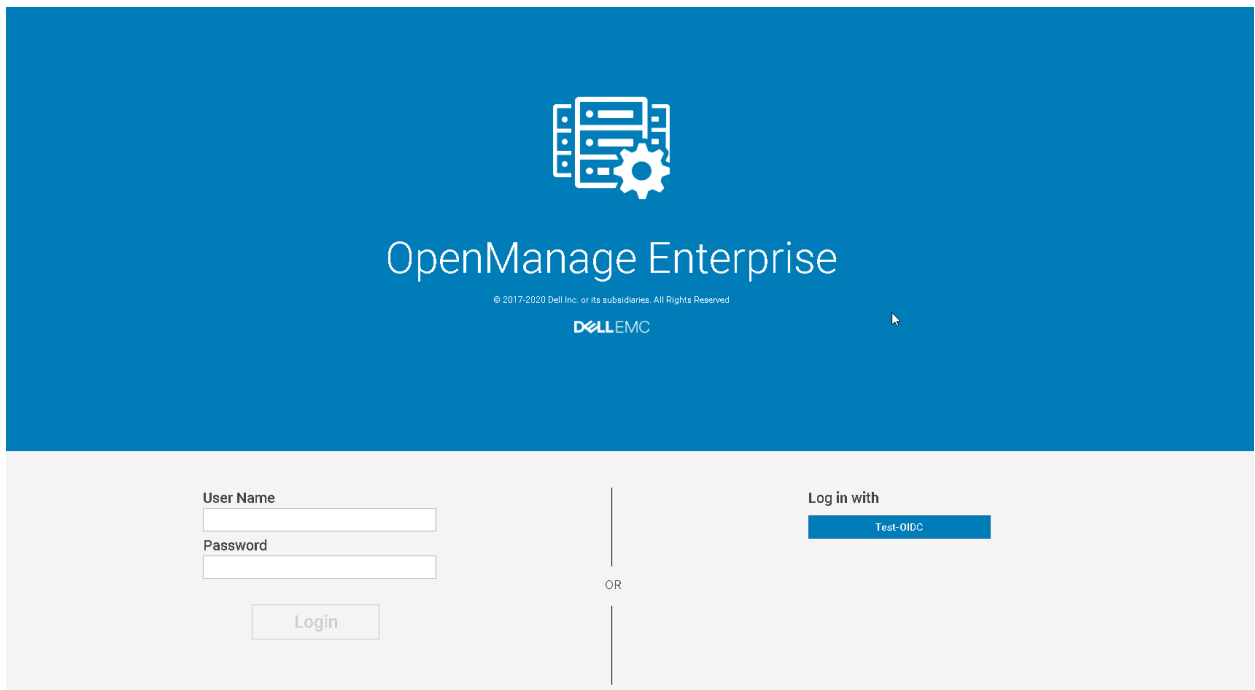 OpenManage Enterprise
© 2017-2020 Dell Inc. or its subsidiaries. All Rights Reserved
DELLEMC
User Name
Password
Login
OR
Log in with
Test-OIDC